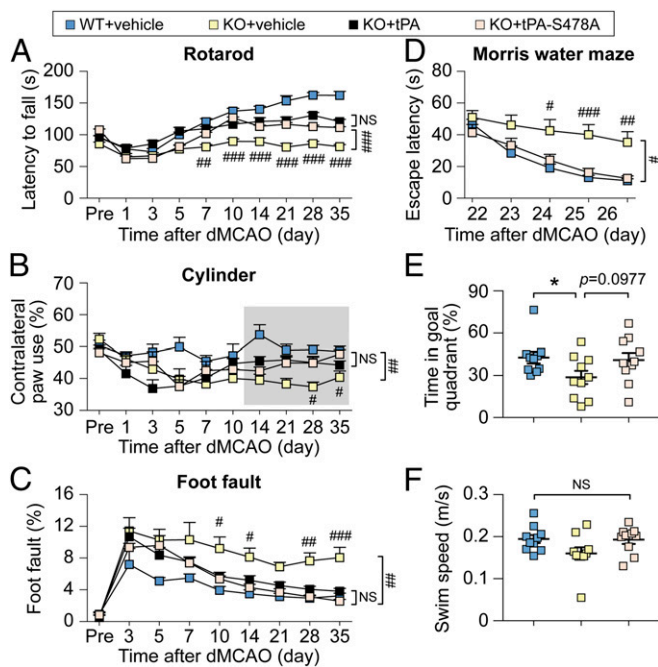 WT+vehicle KO+vehicle KO+tPA KO+tPA-S478A
A Rotarod
Latency to fall (s)
200
150
100
50
0
NS
###
## ### ### ### ### ###
Pre 1 3 5 7 10 14 21 28 35
Time after dMCAO (day)
B Cylinder
Contralateral
paw use (%)
70
60
50
40
30
NS
##
# #
Pre 1 3 5 7 10 14 21 28 35
Time after dMCAO (day)
C Foot fault
Foot fault (%)
16
12
8
4
0
# # ## ###
NS
##
Pre 3 5 7 10 14 21 28 35
Time after dMCAO (day)
D Morris water maze
Escape latency (s)
80
60
40
20
0
# ### ##
#
22 23 24 25 26
Time after dMCAO (day)
E
Time in goal
quadrant (%)
90
60
30
0
* p=0.0977
F
Swim speed (m/s)
0.3
0.2
0.1
0
NS